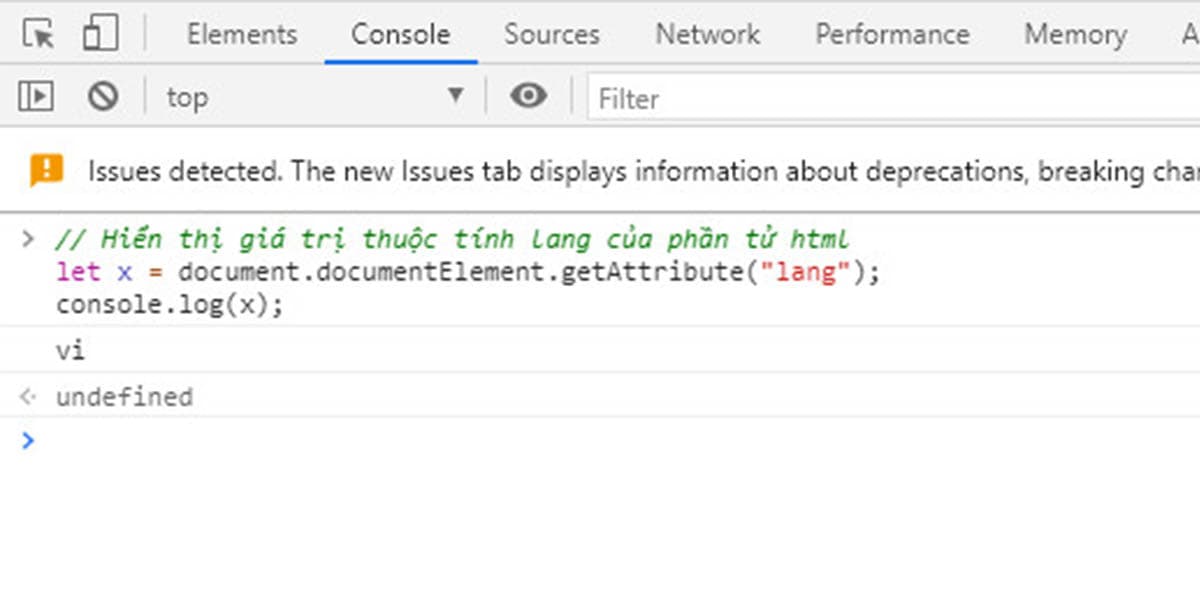 Elements Console Sources Network Performance Memory A
top Filter
Issues detected. The new Issues tab displays information about deprecations, breaking cha
// Hiển thị giá trị thuộc tính lang của phần tử html
let x = document.documentElement.getAttribute("lang");
console.log(x);
vi
undefined